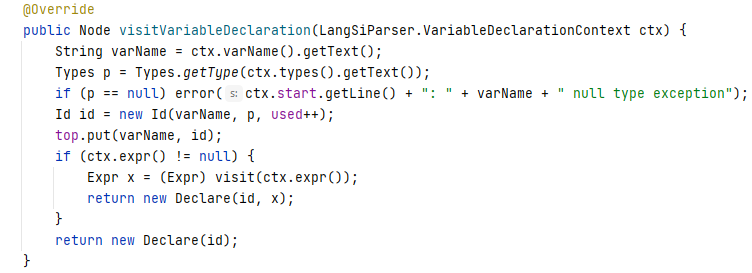 @Override
public Node visitVariableDeclaration(LangSiParser.VariableDeclarationContext ctx) {
    String varName = ctx.varName().getText();
    Types p = Types.getType(ctx.types().getText());
    if (p == null) error( s: ctx.start.getLine() + ": " + varName + " null type exception");
    Id id = new Id(varName, p, used++);
    top.put(varName, id);
    if (ctx.expr() != null) {
        Expr x = (Expr) visit(ctx.expr());
        return new Declare(id, x);
    }
    return new Declare(id);
}